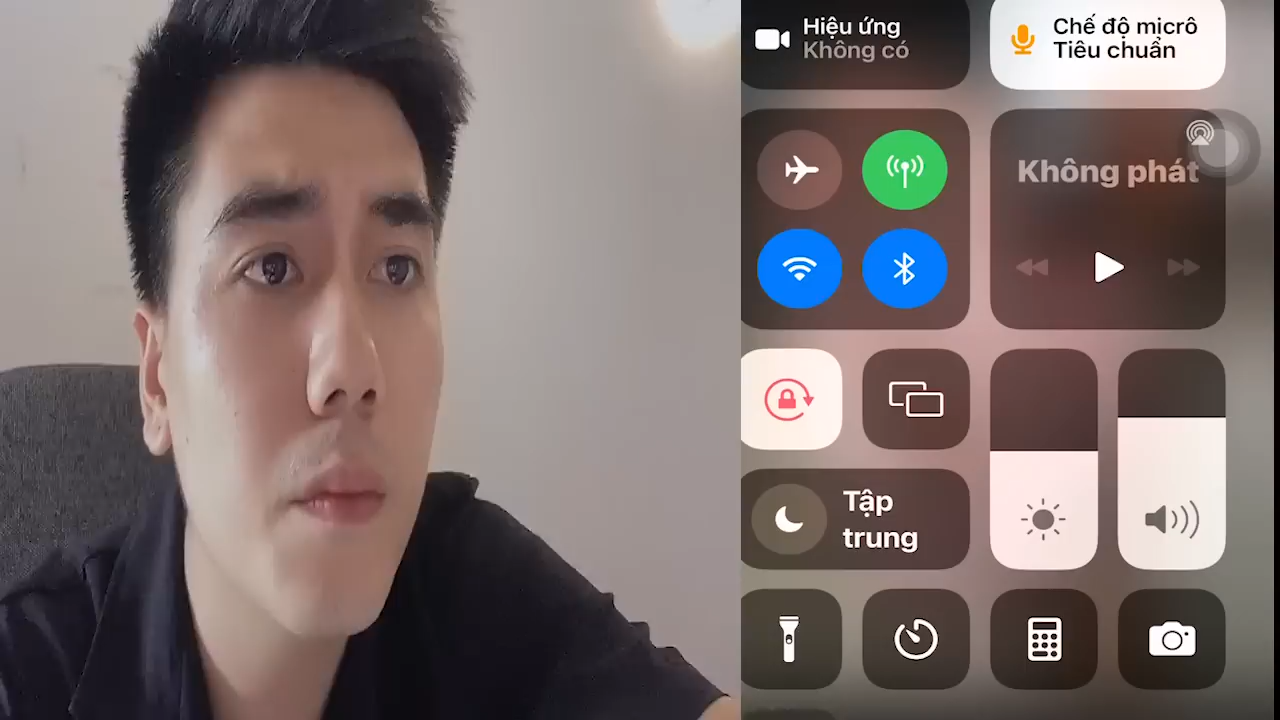 Hiệu ứng
Không có
Chế độ micrô
Tiêu chuẩn
Không phát
Tập
trung